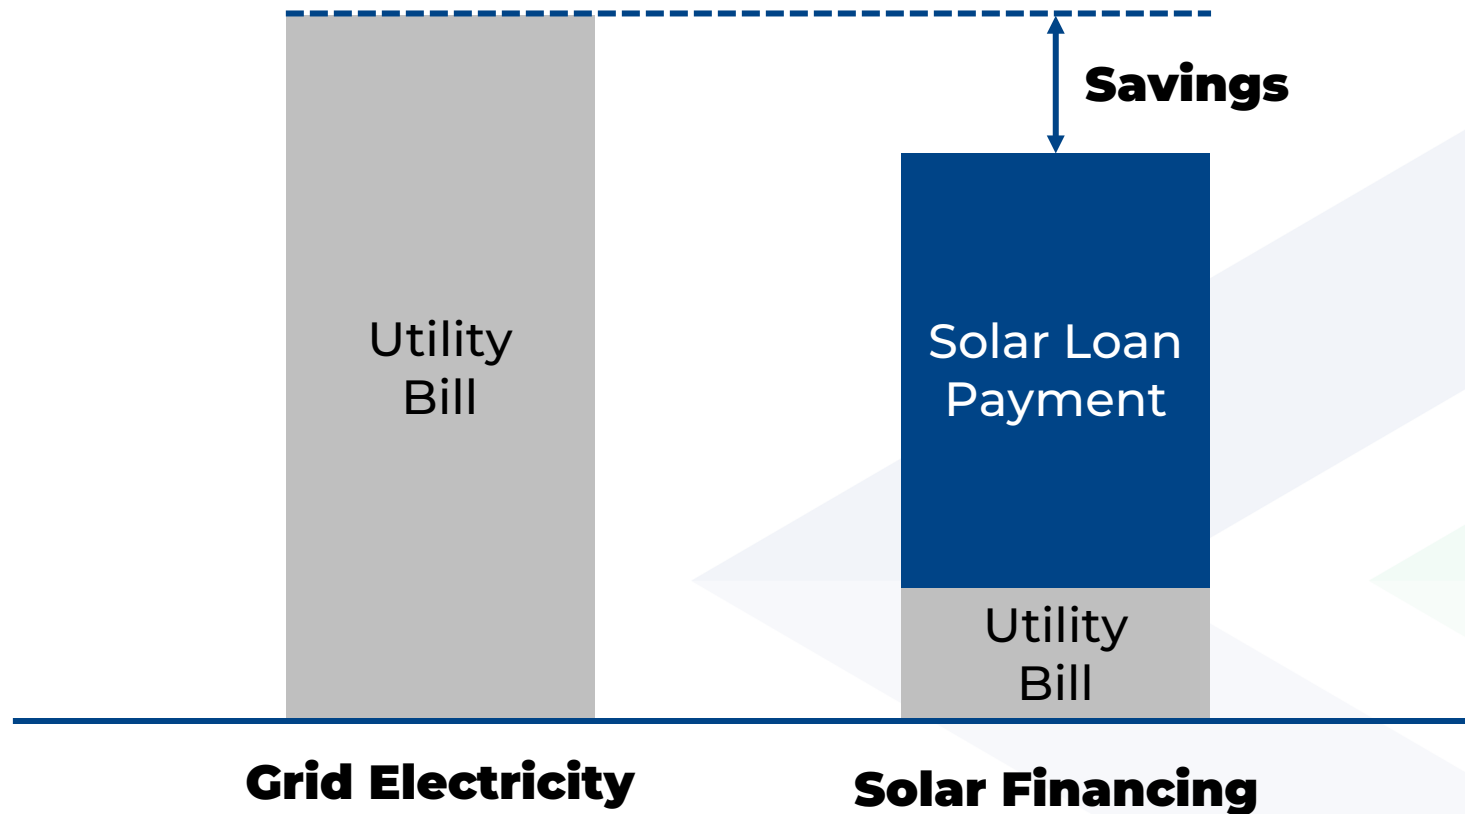 Savings
Utility
Bill
Solar Loan
Payment
Utility
Bill
Grid Electricity
Solar Financing